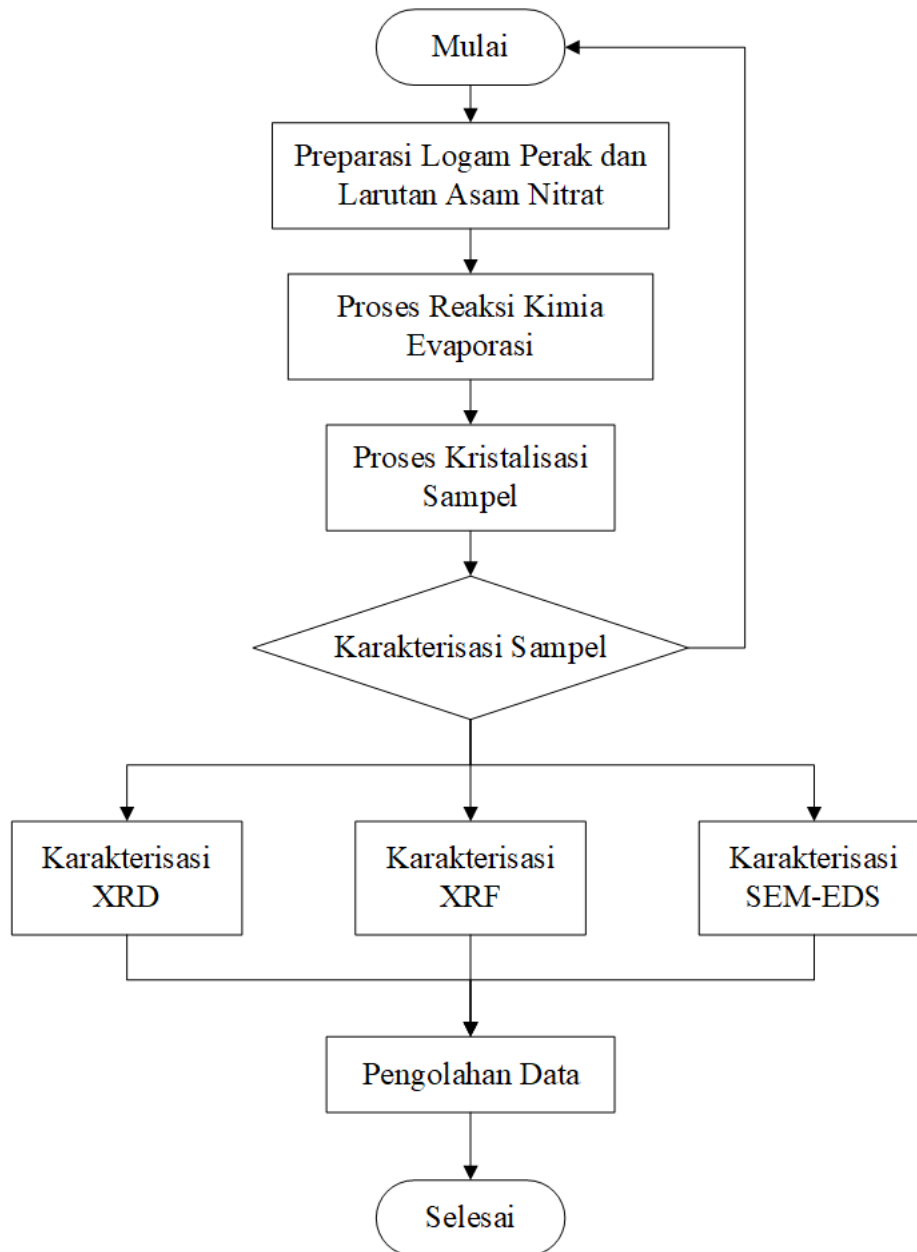 Mulai
Preparasi Logam Perak dan
Larutan Asam Nitrat
Proses Reaksi Kimia
Evaporasi
Proses Kristalisasi
Sampel
Karakterisasi Sampel
Karakterisasi
XRD
Karakterisasi
XRF
Karakterisasi
SEM-EDS
Pengolahan Data
Selesai